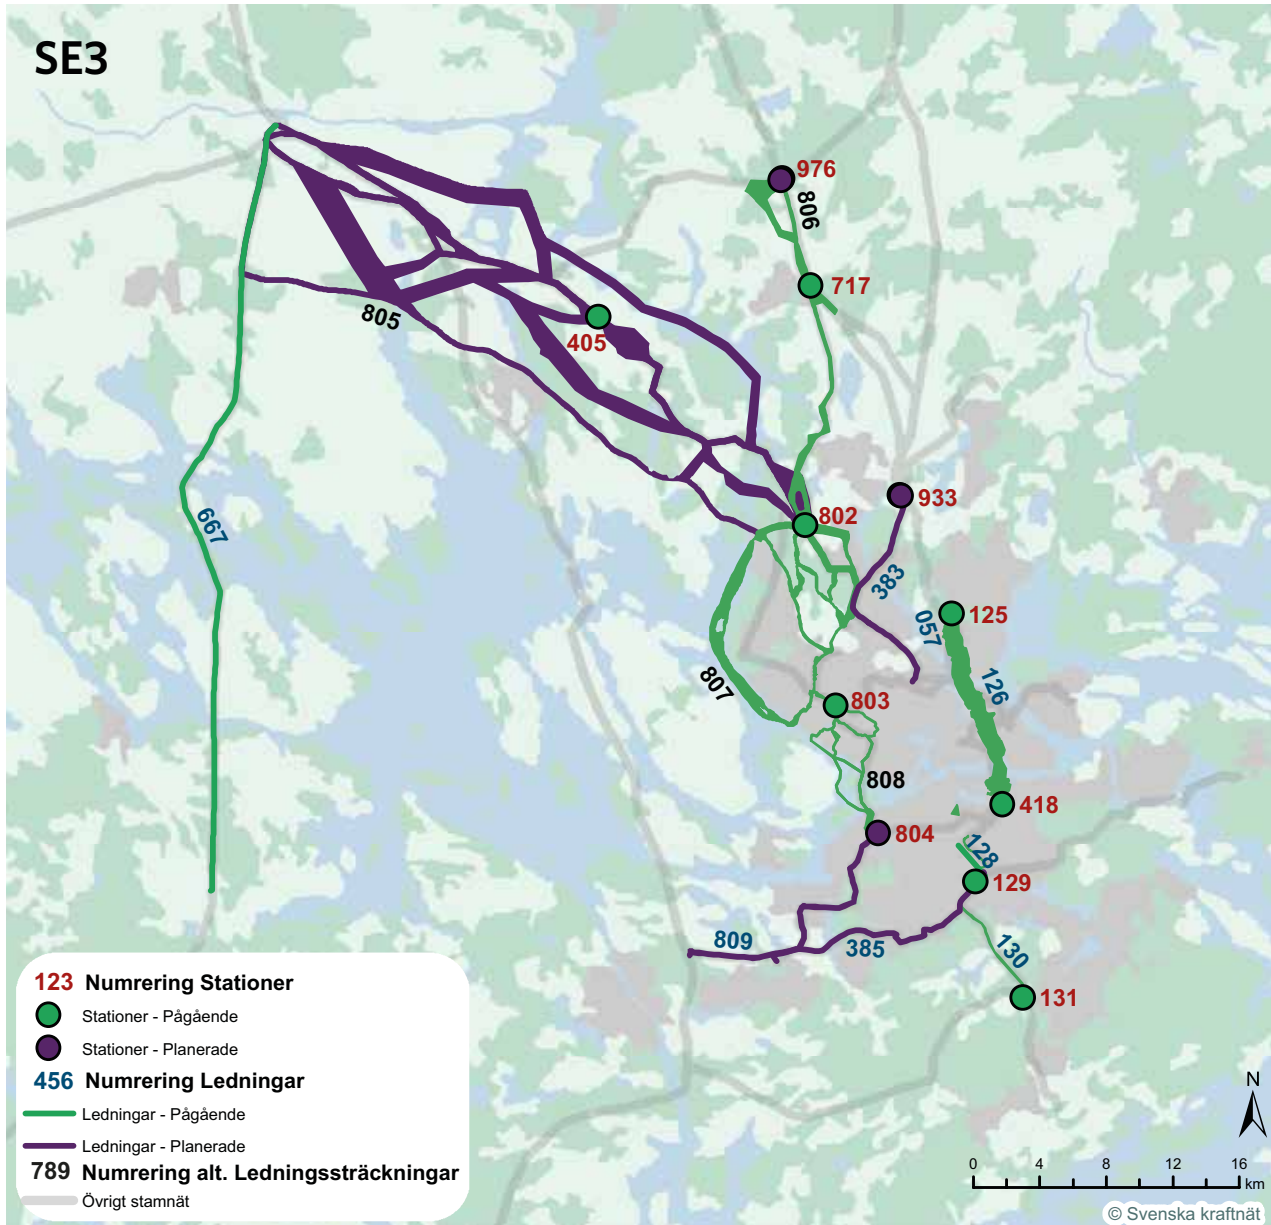 SE3
976
806
717
805
405
802
933
667
383
125
057
126
807
803
808
418
804
128
129
809
385
130
131
123 Numrering Stationer
Stationer - Pågående
Stationer - Planerade
456 Numrering Ledningar
Ledningar - Pågående
Ledningar - Planerade
789 Numrering alt. Ledningssträckningar
Övrigt stamnät
N
0 4 8 12 16
km
© Svenska kraftnät